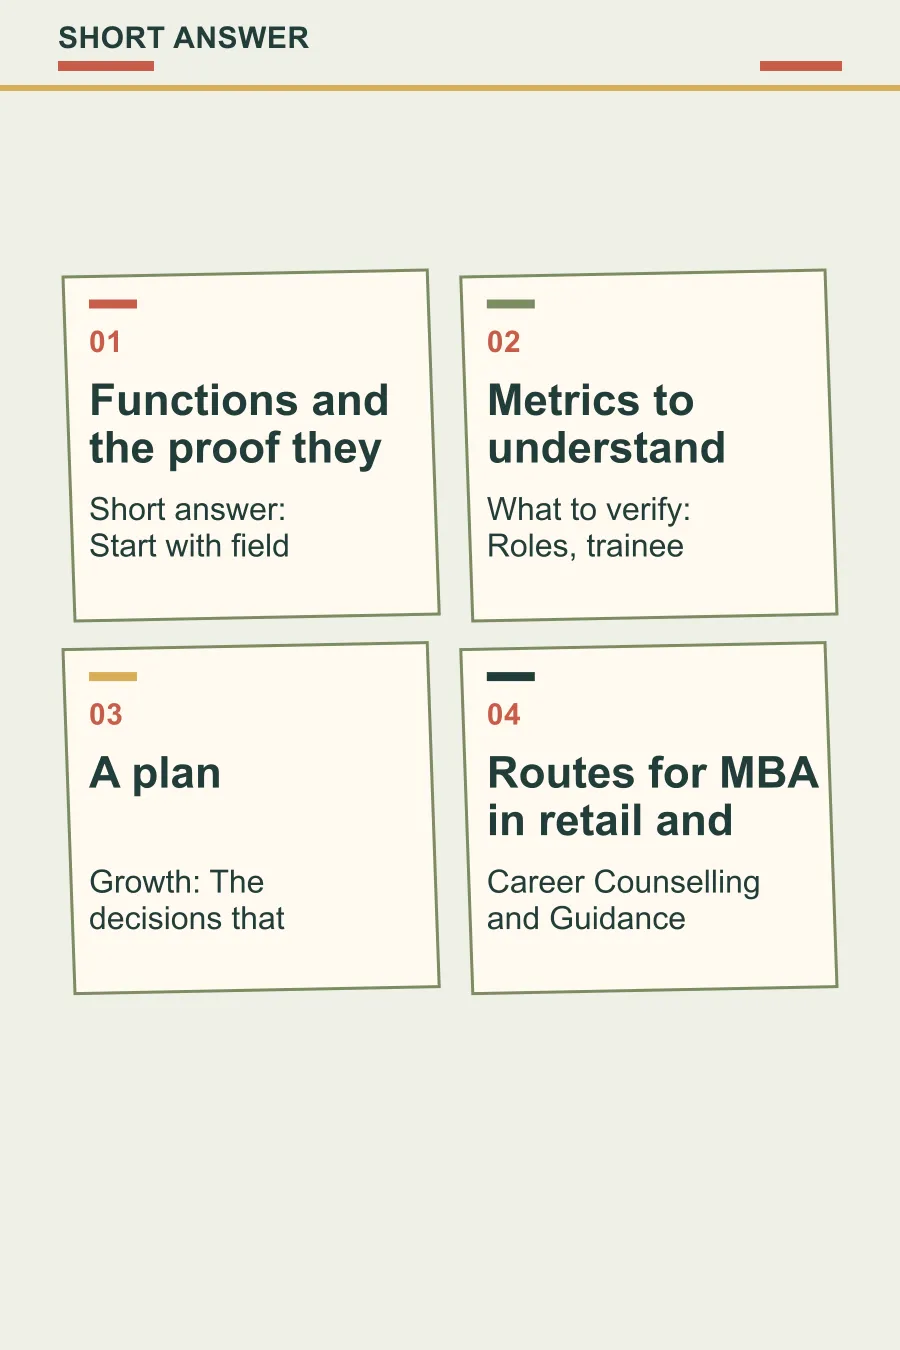 SHORT ANSWER
01
Functions and
the proof they
Short answer:
Start with field
02
Metrics to
understand
What to verify:
Roles, trainee
03
A plan
Growth: The
decisions that
04
Routes for MBA
in retail and
Career Counselling
and Guidance